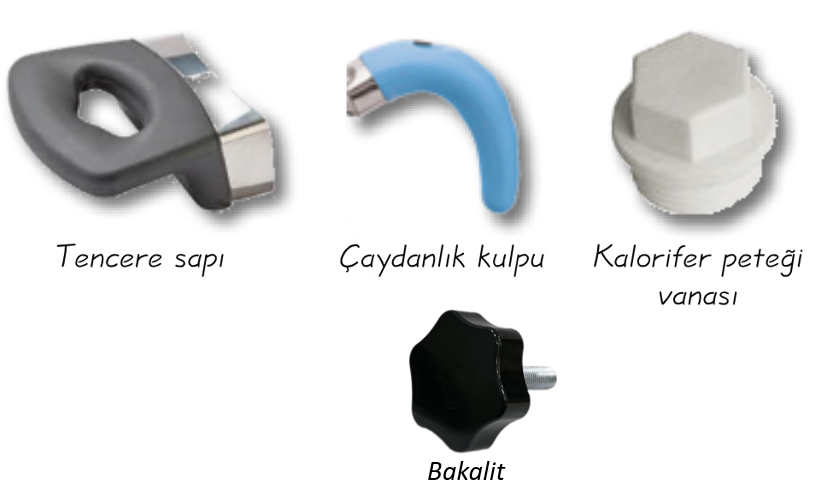 Tencere sapı
Çaydanlık kulpu
Kalorifer peteği
vanası
Bakalit